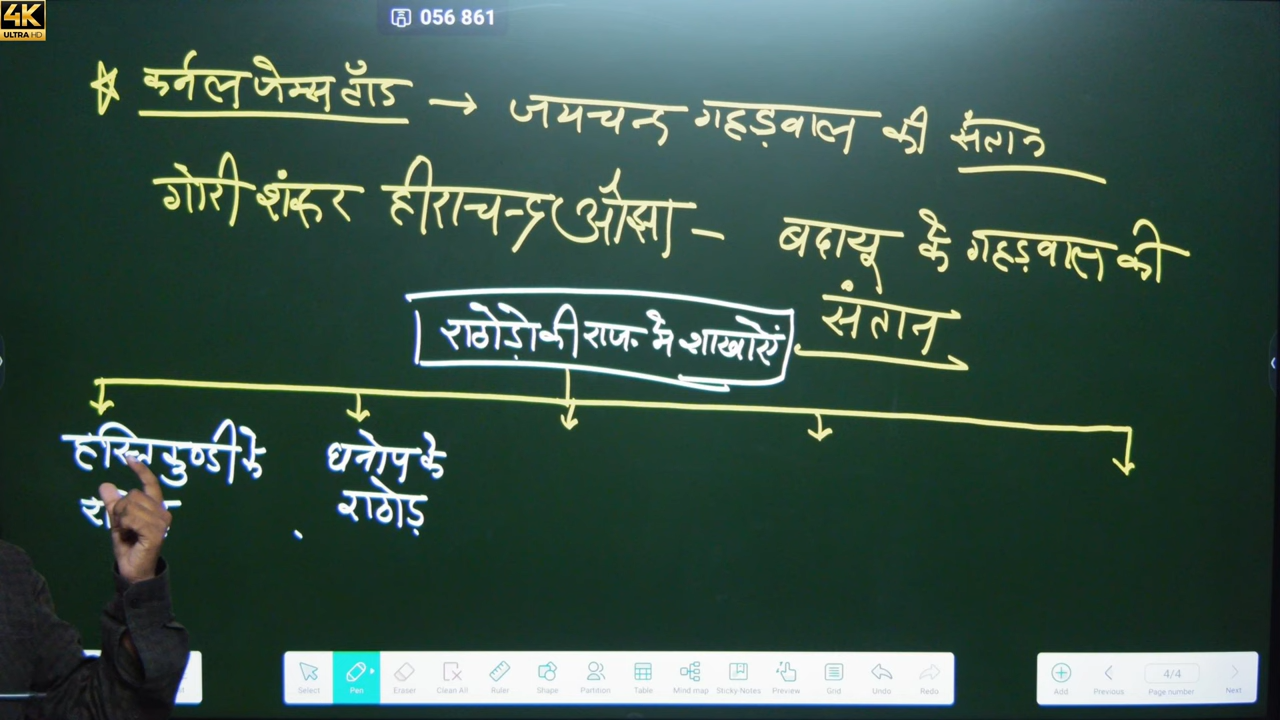 4K
ULTRA HD
056 861
☆ कर्नल जेम्स टॉड → जयचन्द गहड़वाल की संतान
गोरी शंकर हीराचन्द्र ओझा - बदायू के गहड़वाल की
संतान
राठोड़ो की राज. मे शाखाएं
हस्तिकुण्डी के
धनोप के
राठोड़
Select
Pen
Eraser
Clean All
Ruler
Shape
Partition
Table
Mind map
Sticky Notes
Preview
Grid
Undo
Redo
Add
Previous
4/4
Page number
Next